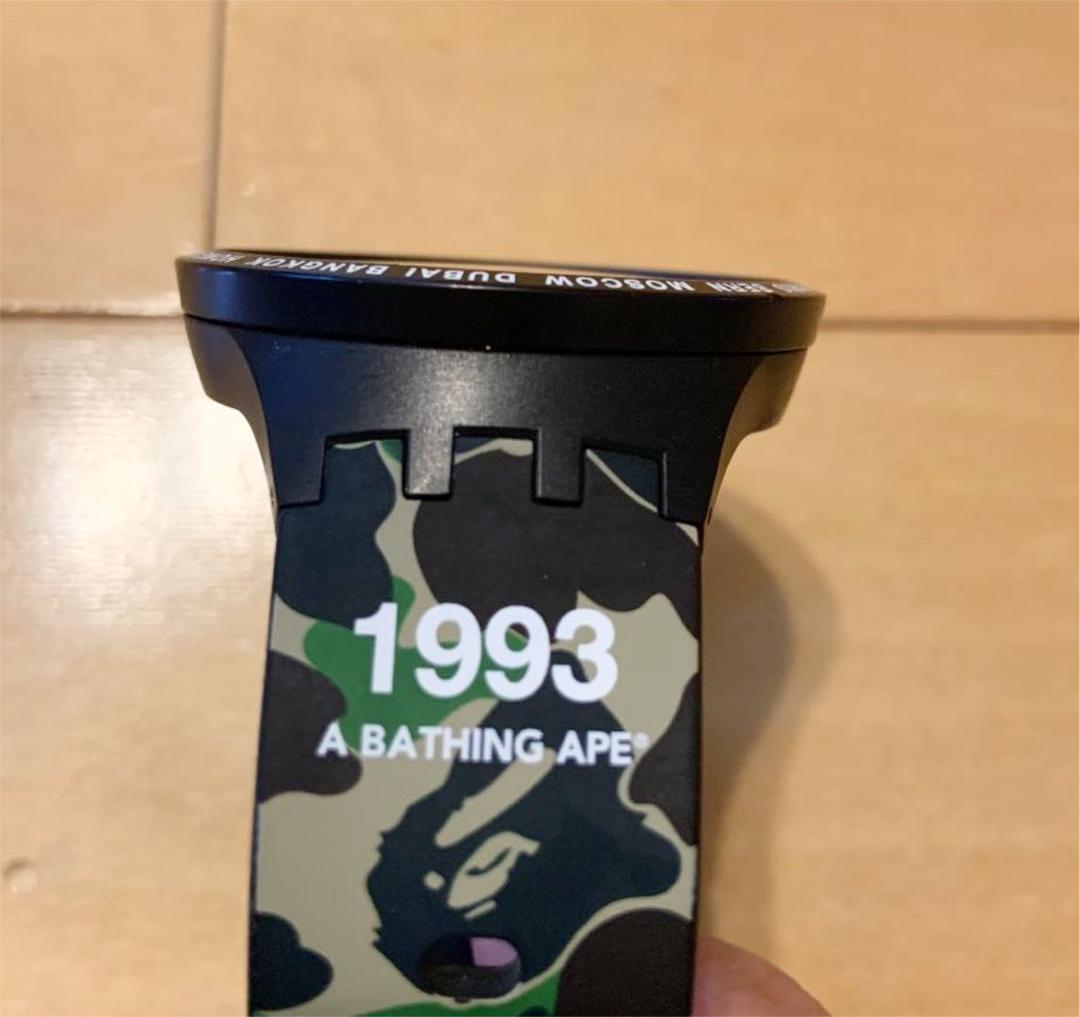 BERN MOSCOW DUBAI BANGKOK
1993
A BATHING APE®